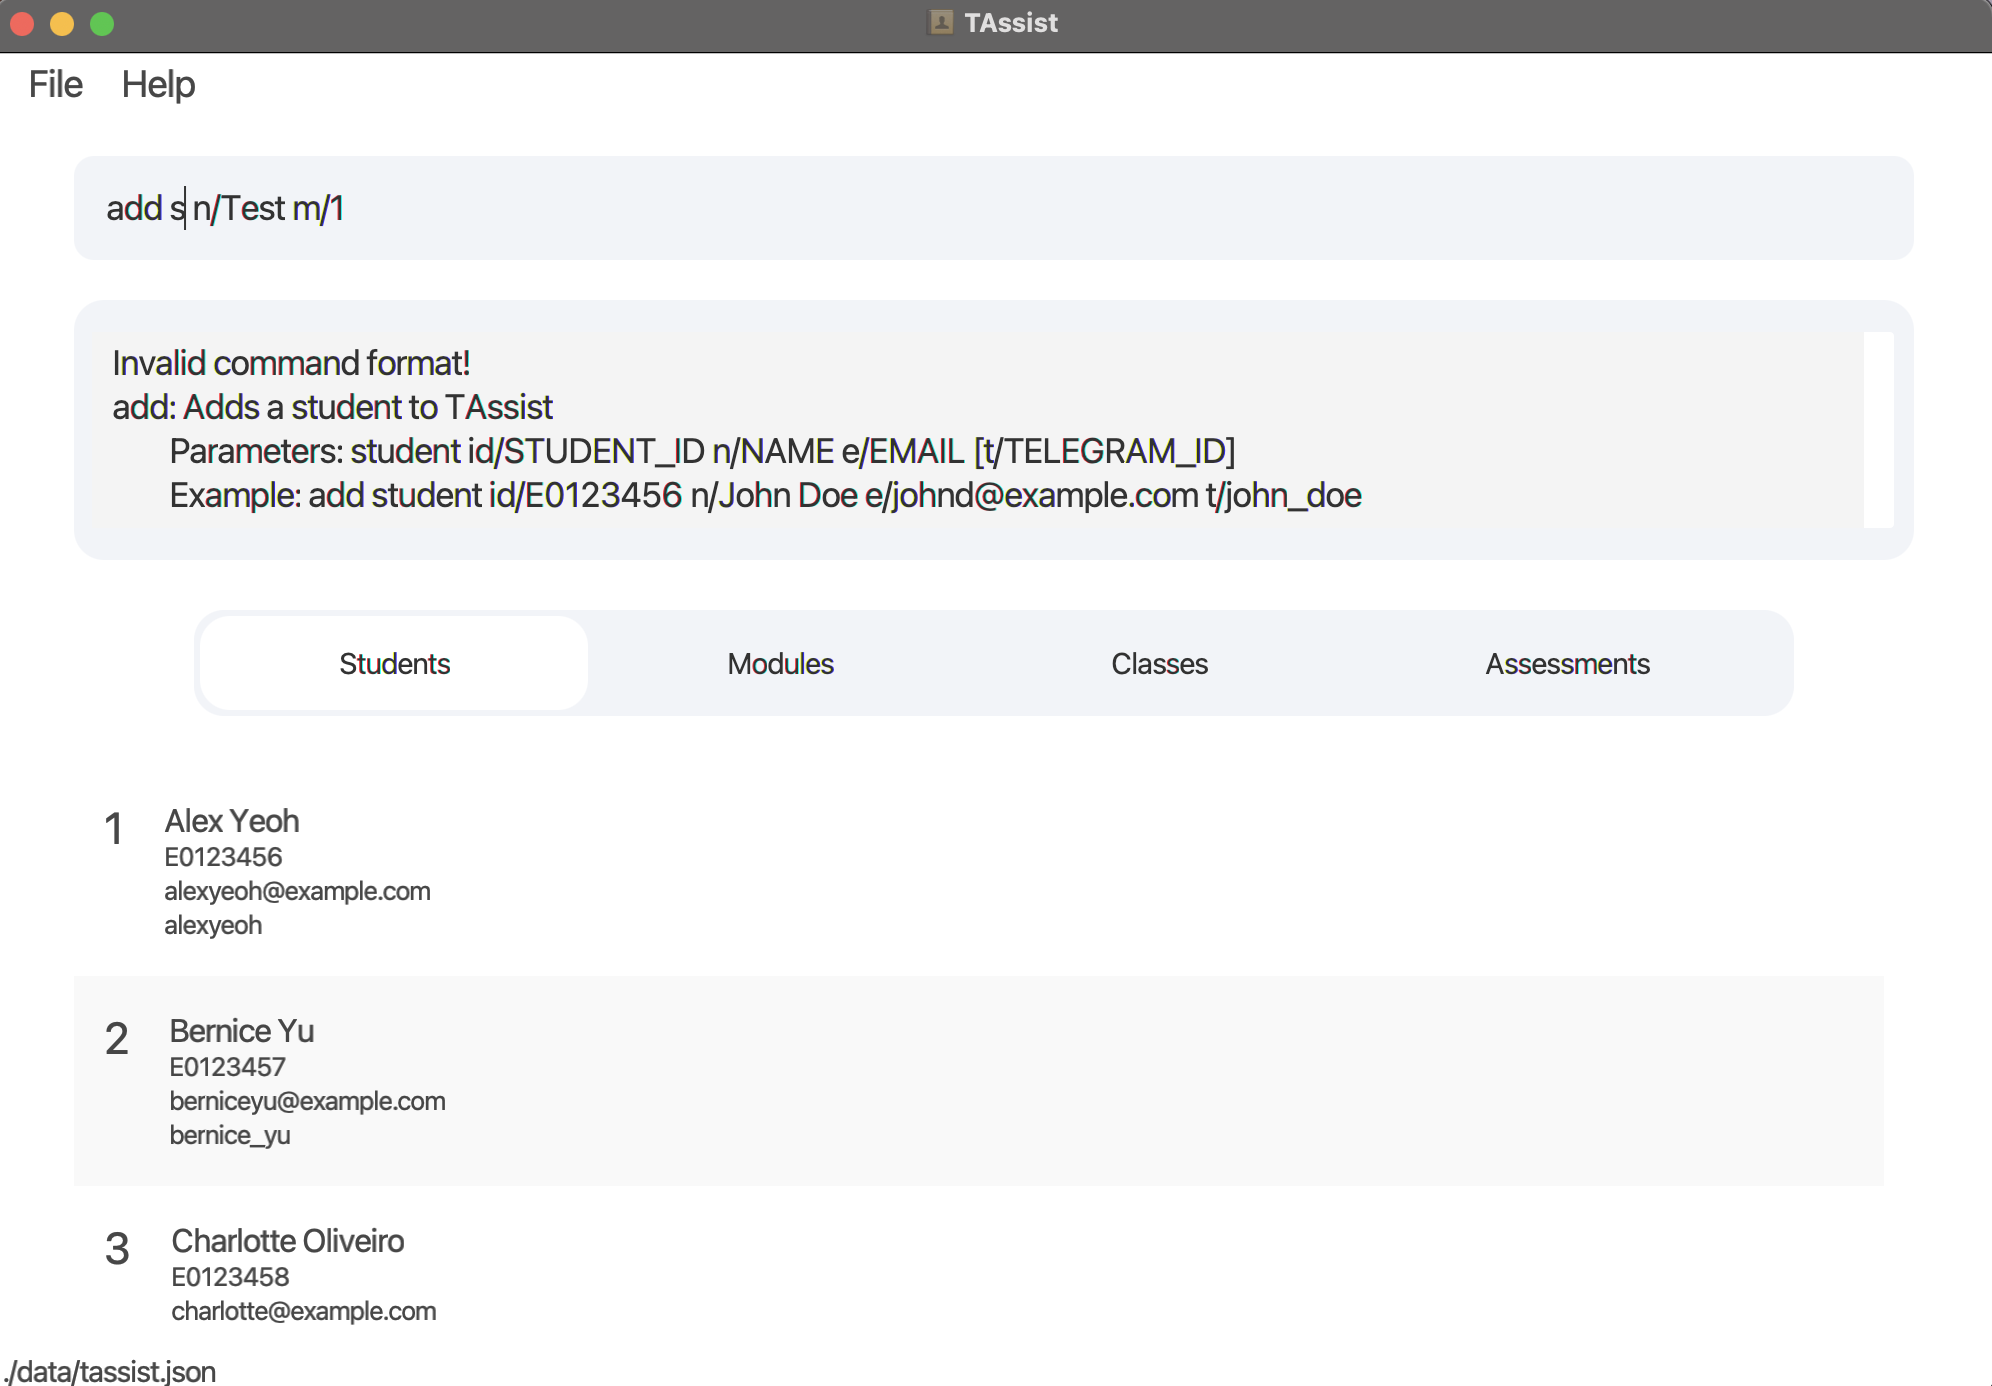 TAssist
File Help
add s n/Test m/1
Invalid command format!
add: Adds a student to TAssist
Parameters: student id/STUDENT_ID n/NAME e/EMAIL [t/TELEGRAM_ID]
Example: add student id/E0123456 n/John Doe e/johnd@example.com t/john_doe
Students Modules Classes Assessments
1 Alex Yeoh
E0123456
alexyeoh@example.com
alexyeoh
2 Bernice Yu
E0123457
berniceyu@example.com
bernice_yu
3 Charlotte Oliveiro
E0123458
charlotte@example.com
./data/tassist.json